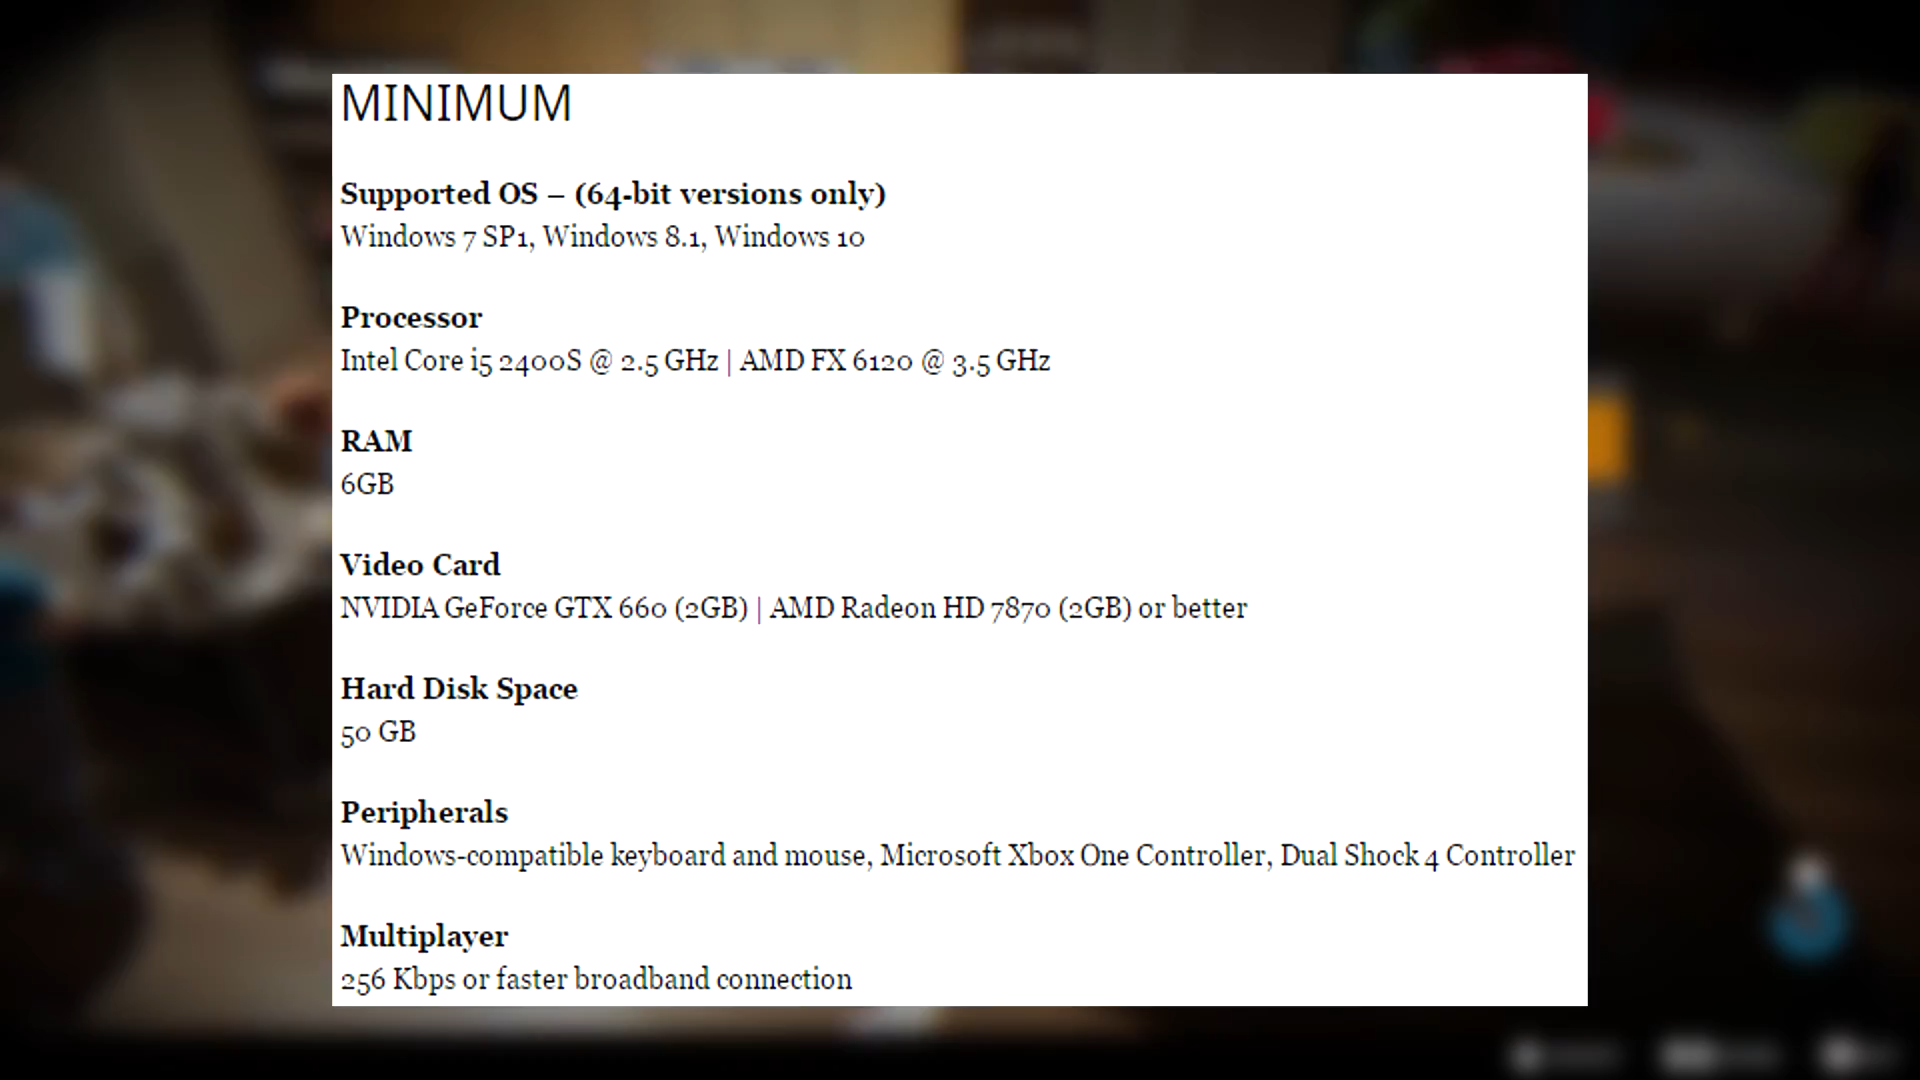 MINIMUM
Supported OS – (64-bit versions only)
Windows 7 SP1, Windows 8.1, Windows 10
Processor
Intel Core i5 2400S @ 2.5 GHz | AMD FX 6120 @ 3.5 GHz
RAM
6GB
Video Card
NVIDIA GeForce GTX 660 (2GB) | AMD Radeon HD 7870 (2GB) or better
Hard Disk Space
50 GB
Peripherals
Windows-compatible keyboard and mouse, Microsoft Xbox One Controller, Dual Shock 4 Controller
Multiplayer
256 Kbps or faster broadband connection